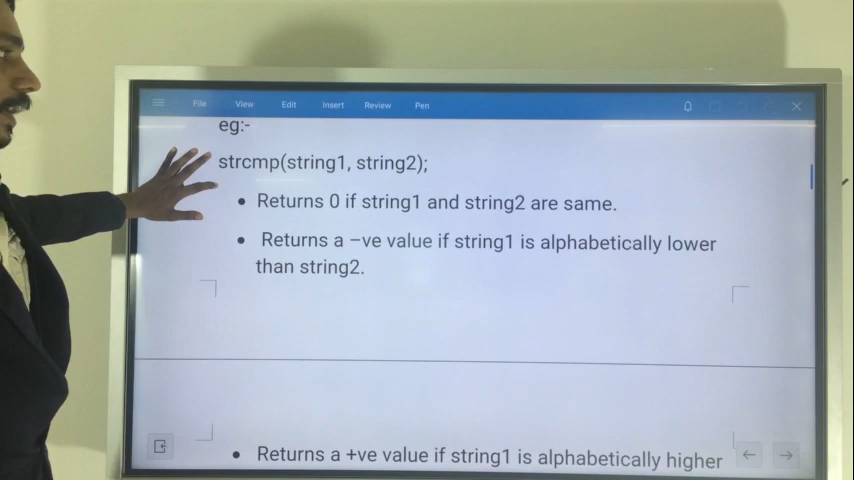 File View Edit Insert Review Pen
eg:-
strcmp(string1, string2);
• Returns 0 if string1 and string2 are same.
• Returns a –ve value if string1 is alphabetically lower
than string2.
• Returns a +ve value if string1 is alphabetically higher